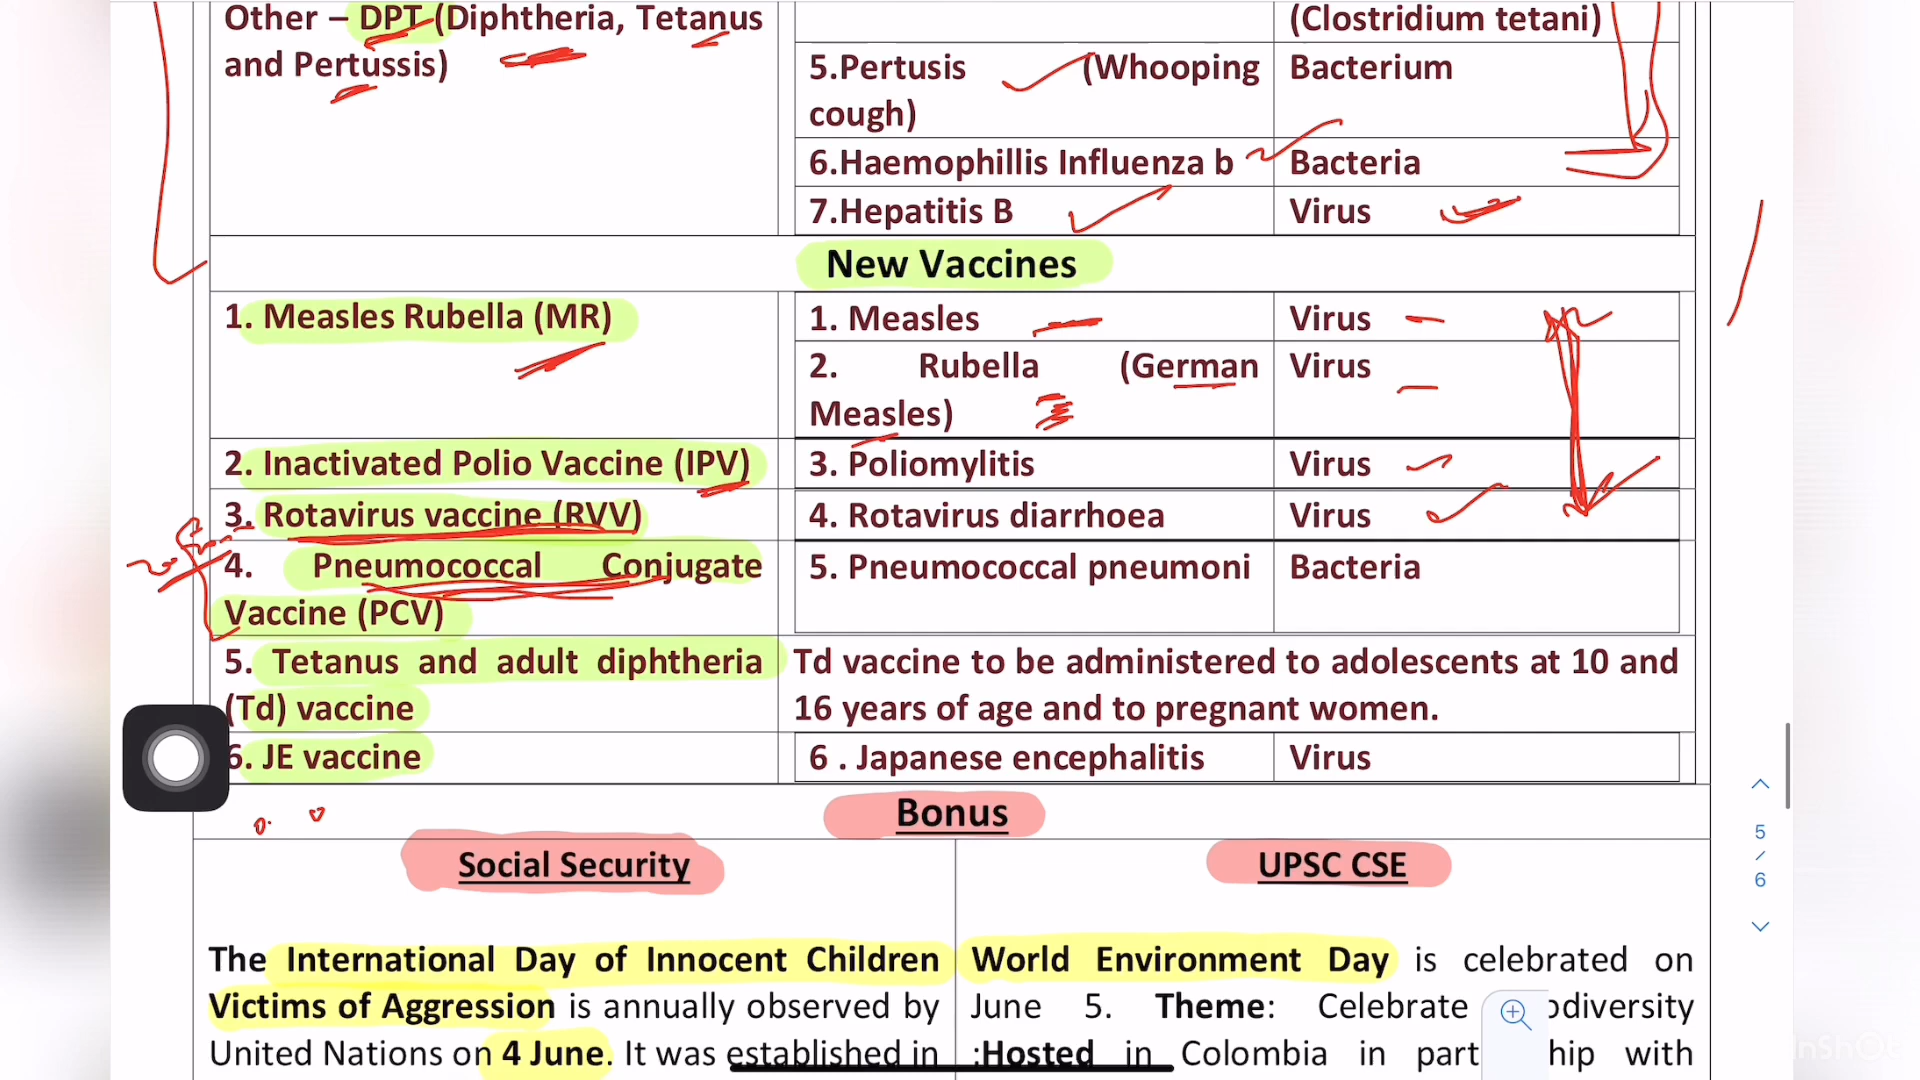 Other – DPT (Diphtheria, Tetanus
and Pertussis)
(Clostridium tetani)
5.Pertusis (Whooping
cough)
Bacterium
6.Haemophillis Influenza b
Bacteria
7.Hepatitis B
Virus
New Vaccines
1. Measles Rubella (MR)
1. Measles
Virus
2. Rubella (German
Measles)
Virus
2. Inactivated Polio Vaccine (IPV)
3. Poliomylitis
Virus
3. Rotavirus vaccine (RVV)
4. Rotavirus diarrhoea
Virus
4. Pneumococcal Conjugate
Vaccine (PCV)
5. Pneumococcal pneumoni
Bacteria
5. Tetanus and adult diphtheria
(Td) vaccine
Td vaccine to be administered to adolescents at 10 and
16 years of age and to pregnant women.
6. JE vaccine
6 . Japanese encephalitis
Virus
Bonus
Social Security
The International Day of Innocent Children
Victims of Aggression is annually observed by
United Nations on 4 June. It was established in
UPSC CSE
World Environment Day is celebrated on
June 5. Theme: Celebrate odiversity
:Hosted in Colombia in part hip with
5
/
6
InShOt